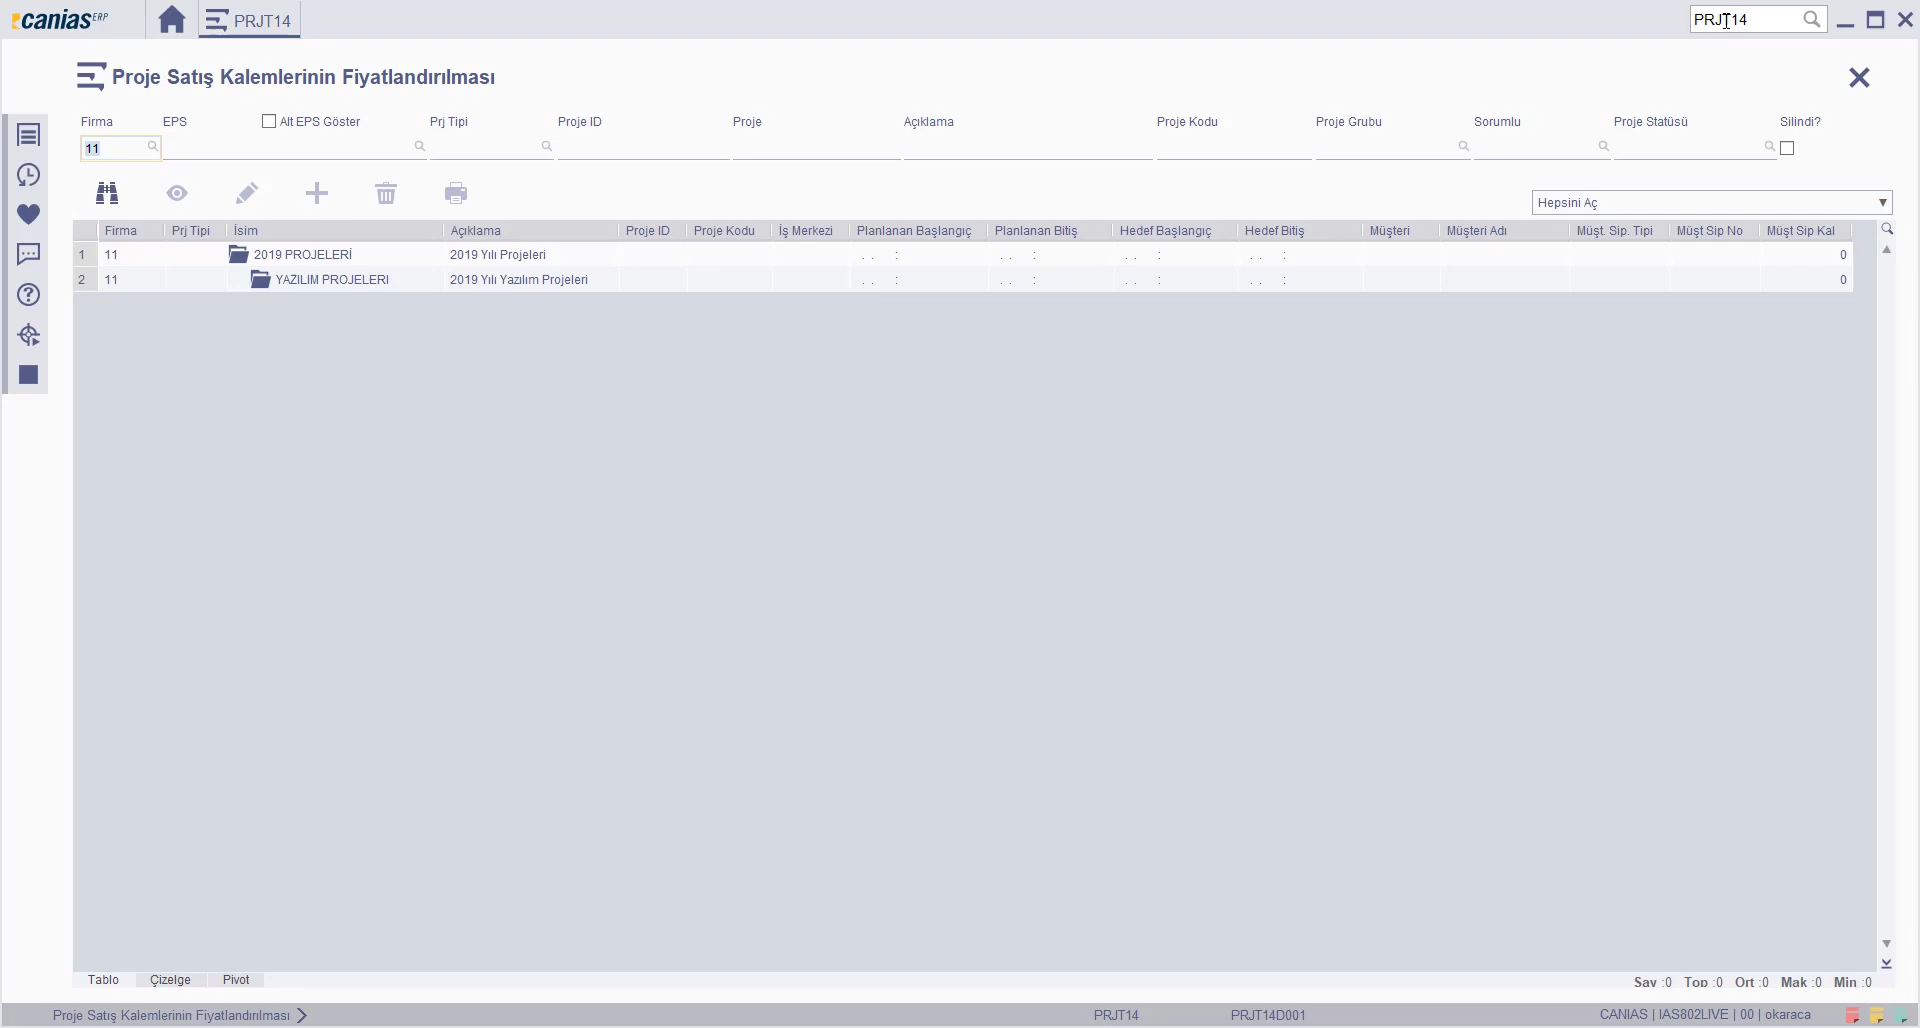 caniasERP PRJT14 PRJT14
Proje Satış Kalemlerinin Fiyatlandırılması
Firma EPS Alt EPS Göster Prj Tipi Proje ID Proje Açıklama Proje Kodu Proje Grubu Sorumlu Proje Statüsü Silindi?
11
Hepsini Aç
Firma Prj Tipi İsim Açıklama Proje ID Proje Kodu İş Merkezi Planlanan Başlangıç Planlanan Bitiş Hedef Başlangıç Hedef Bitiş Müşteri Müşteri Adı Müşt. Sip. Tipi Müşt Sip No Müşt Sip Kal
1 11 2019 PROJELERİ 2019 Yılı Projeleri . . : . . : . . : . . : 0
2 11 YAZILIM PROJELERI 2019 Yılı Yazılım Projeleri . . : . . : . . : . . : 0
Tablo Çizelge Pivot
Say :0 Top :0 Ort :0 Mak :0 Min :0
Proje Satış Kalemlerinin Fiyatlandırılması PRJT14 PRJT14D001 CANIAS | IAS802LIVE | 00 | okaraca